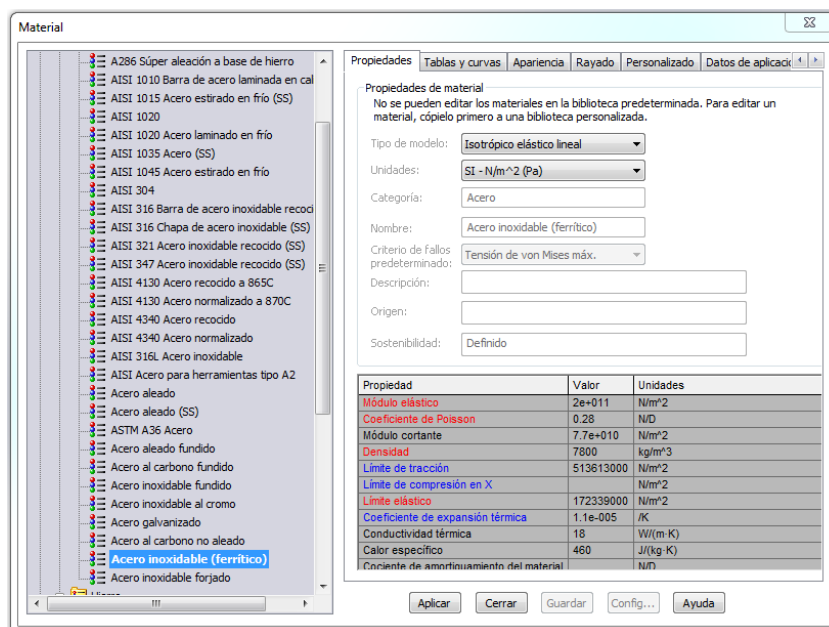 Material
A286 Súper aleación a base de hierro
AISI 1010 Barra de acero laminada en cal
AISI 1015 Acero estirado en frío (SS)
AISI 1020
AISI 1020 Acero laminado en frío
AISI 1035 Acero (SS)
AISI 1045 Acero estirado en frío
AISI 304
AISI 316 Barra de acero inoxidable recoci
AISI 316 Chapa de acero inoxidable (SS)
AISI 321 Acero inoxidable recocido (SS)
AISI 347 Acero inoxidable recocido (SS)
AISI 4130 Acero recocido a 865C
AISI 4130 Acero normalizado a 870C
AISI 4340 Acero recocido
AISI 4340 Acero normalizado
AISI 316L Acero inoxidable
AISI Acero para herramientas tipo A2
Acero aleado
Acero aleado (SS)
ASTM A36 Acero
Acero aleado fundido
Acero al carbono fundido
Acero inoxidable fundido
Acero inoxidable al cromo
Acero galvanizado
Acero al carbono no aleado
Acero inoxidable (ferrítico)
Acero inoxidable forjado
Propiedades Tablas y curvas Apariencia Rayado Personalizado Datos de aplicaci
Propiedades de material
No se pueden editar los materiales en la biblioteca predeterminada. Para editar un
material, cópielo primero a una biblioteca personalizada.
Tipo de modelo: Isotrópico elástico lineal
Unidades: SI - N/m^2 (Pa)
Categoría: Acero
Nombre: Acero inoxidable (ferrítico)
Criterio de fallos
predeterminado: Tensión de von Mises máx.
Descripción:
Origen:
Sostenibilidad: Definido
Propiedad Valor Unidades
Módulo elástico 2e+011 N/m^2
Coeficiente de Poisson 0.28 N/D
Módulo cortante 7.7e+010 N/m^2
Densidad 7800 kg/m^3
Límite de tracción 513613000 N/m^2
Límite de compresión en X N/m^2
Límite elástico 172339000 N/m^2
Coeficiente de expansión térmica 1.1e-005 /K
Conductividad térmica 18 W/(m·K)
Calor específico 460 J/(kg·K)
Cociente de amortiguamiento del material N/D
Aplicar Cerrar Guardar Config... Ayuda